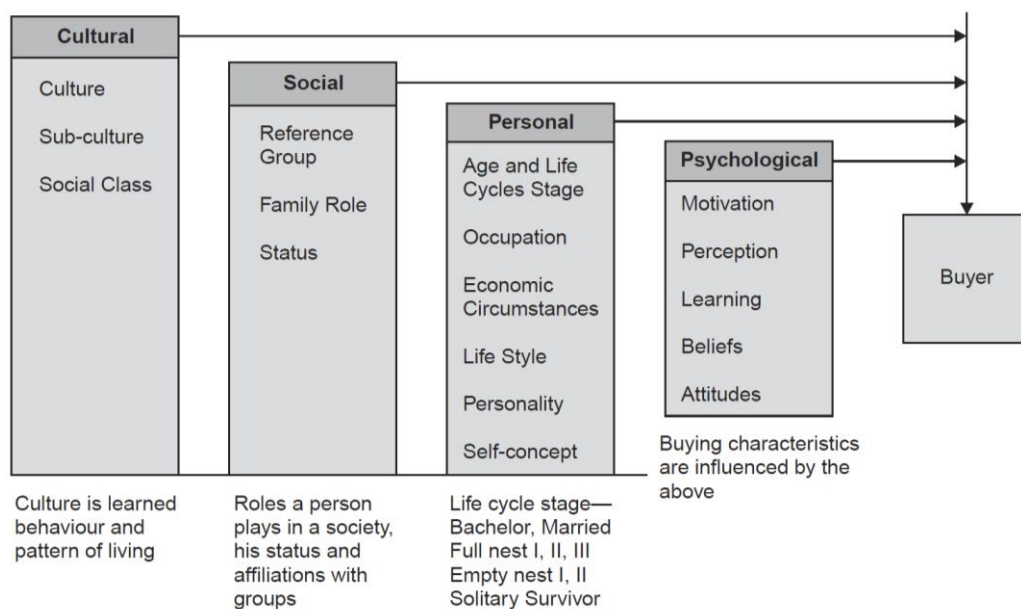 Cultural
Culture
Sub-culture
Social Class
Culture is learned
behaviour and
pattern of living
Social
Reference
Group
Family Role
Status
Roles a person
plays in a society,
his status and
affiliations with
groups
Personal
Age and Life
Cycles Stage
Occupation
Economic
Circumstances
Life Style
Personality
Self-concept
Life cycle stage—
Bachelor, Married
Full nest I, II, III
Empty nest I, II
Solitary Survivor
Psychological
Motivation
Perception
Learning
Beliefs
Attitudes
Buying characteristics
are influenced by the
above
Buyer